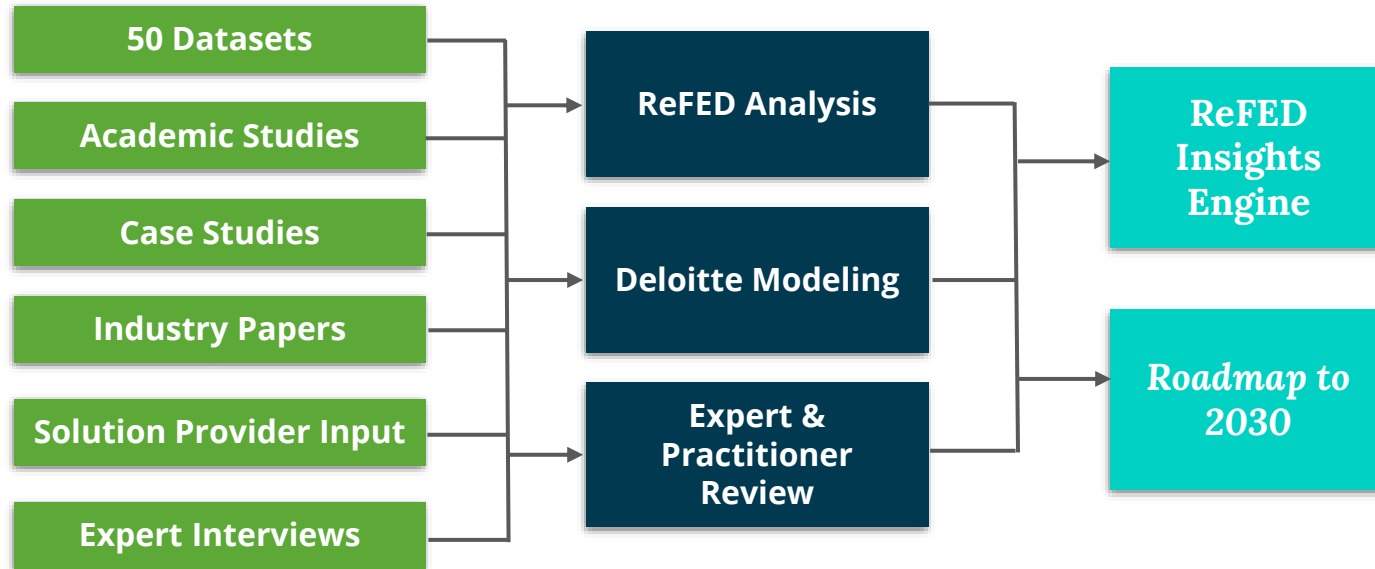 50 Datasets
Academic Studies
Case Studies
Industry Papers
Solution Provider Input
Expert Interviews
ReFED Analysis
Deloitte Modeling
Expert &
Practitioner
Review
ReFED
Insights
Engine
Roadmap to
2030